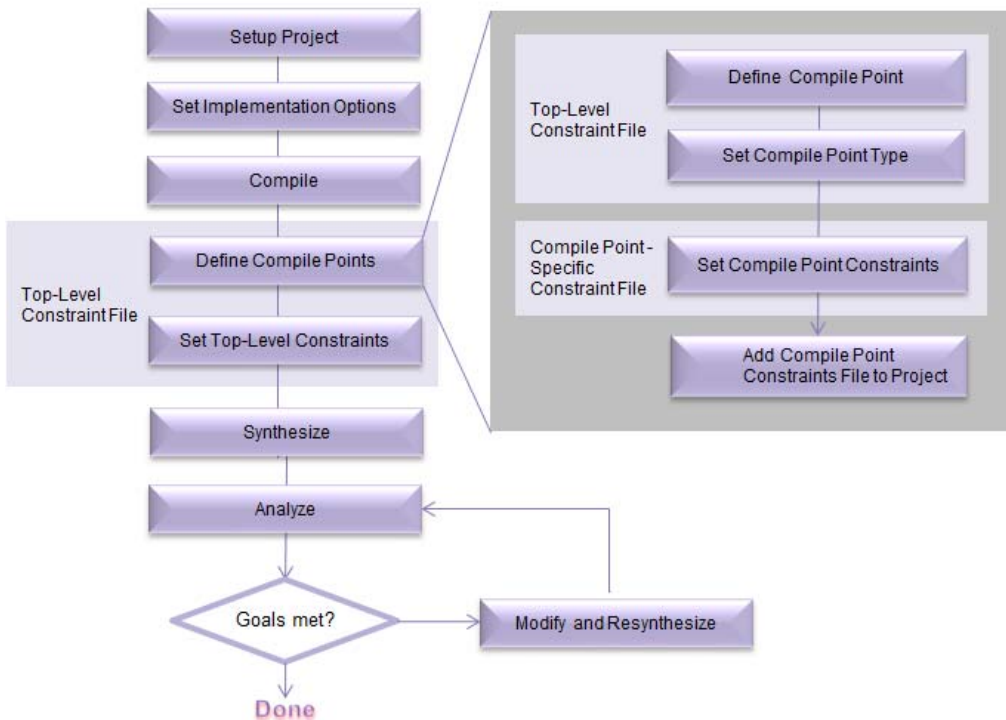 Setup Project
Set Implementation Options
Compile
Top-Level
Constraint File
Define Compile Points
Set Top-Level Constraints
Synthesize
Analyze
Goals met?
Modify and Resynthesize
Done
Top-Level
Constraint File
Define Compile Point
Set Compile Point Type
Compile Point -
Specific
Constraint File
Set Compile Point Constraints
Add Compile Point
Constraints File to Project